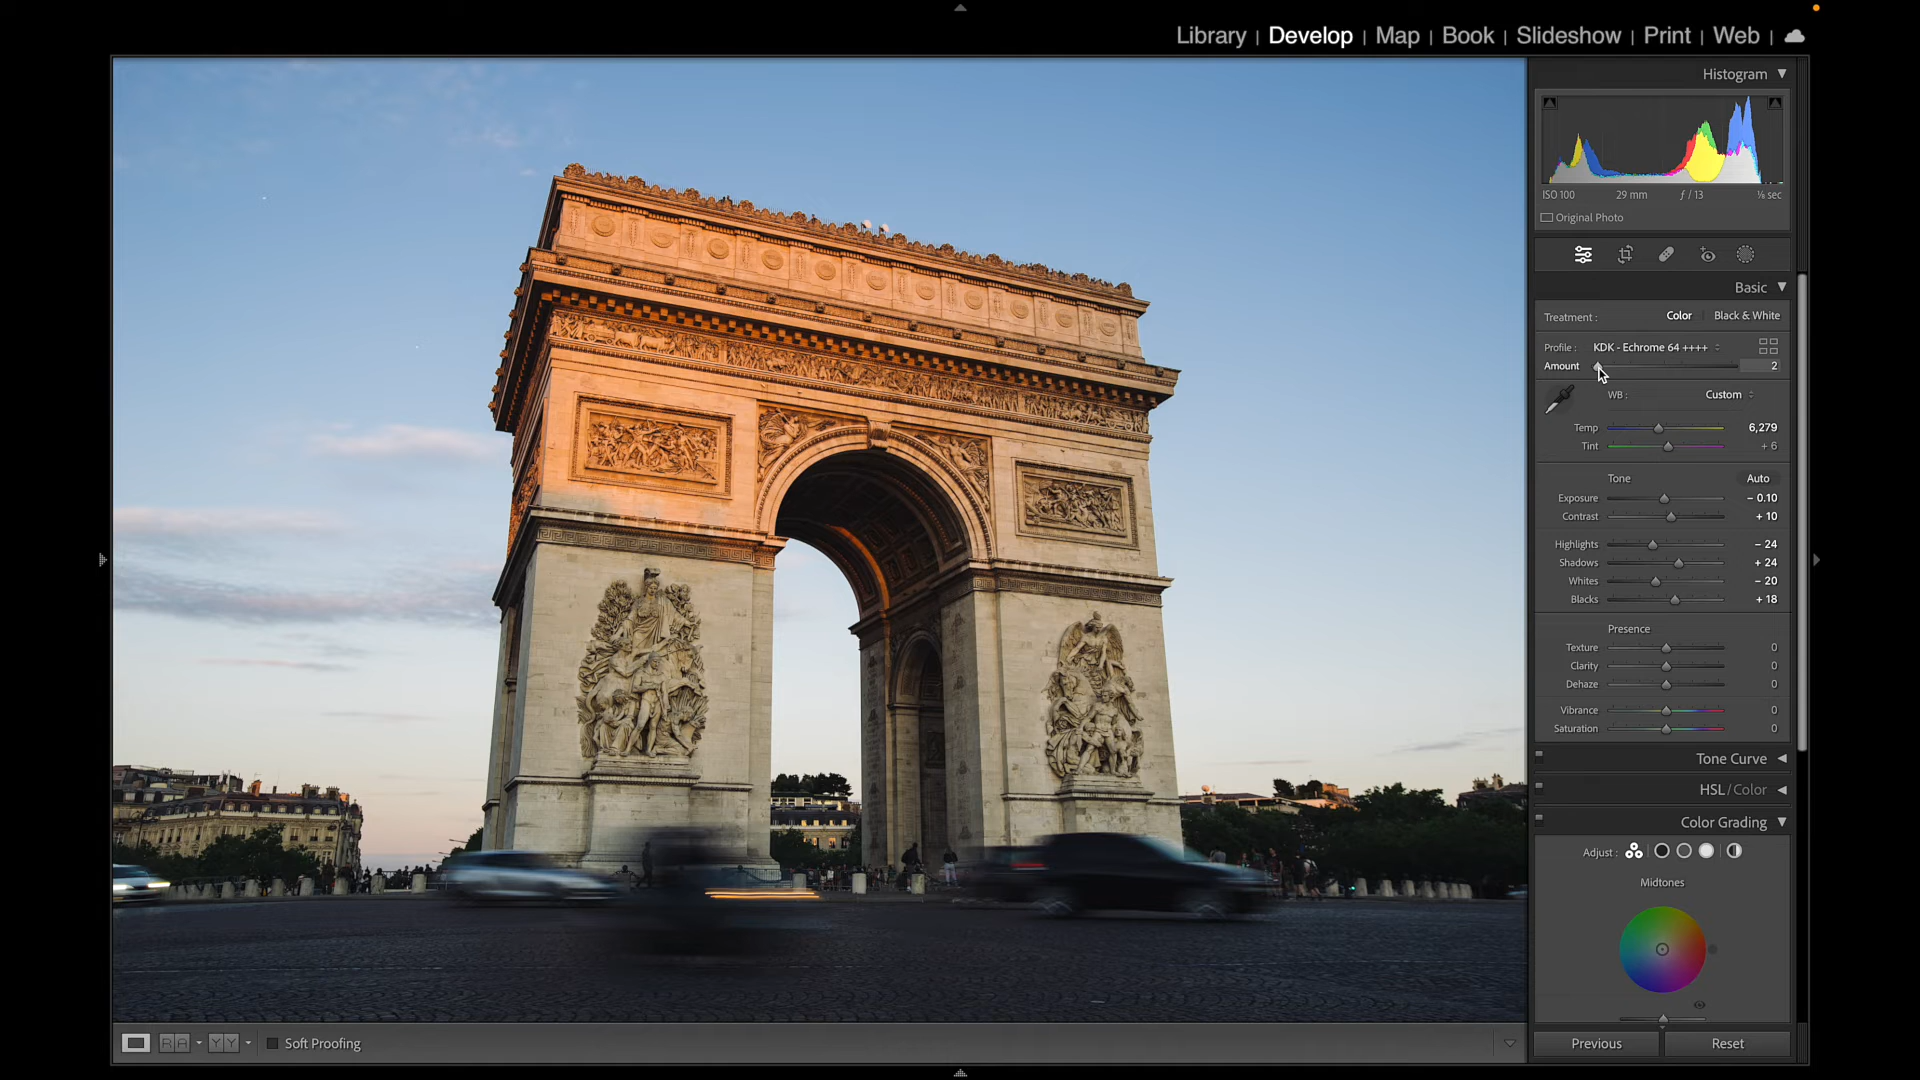 Library | Develop | Map | Book | Slideshow | Print | Web |
Histogram
ISO 100 29 mm ƒ / 13 ⅙ sec
Original Photo
Basic
Treatment : Color Black & White
Profile : KDK - Echrome 64 ++++
Amount 2
WB : Custom
Temp 6,279
Tint + 6
Tone Auto
Exposure − 0.10
Contrast + 10
Highlights − 24
Shadows + 24
Whites − 20
Blacks + 18
Presence
Texture 0
Clarity 0
Dehaze 0
Vibrance 0
Saturation 0
Tone Curve
HSL / Color
Color Grading
Adjust :
Midtones
R A Y Y Soft Proofing
Previous Reset